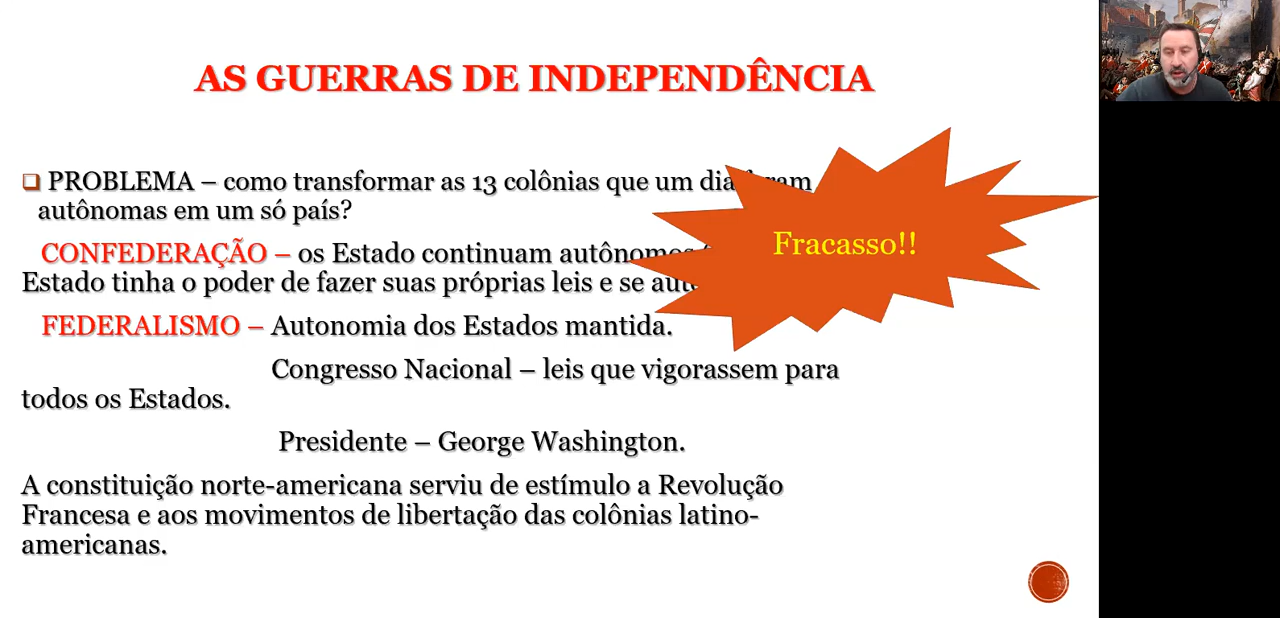 AS GUERRAS DE INDEPENDÊNCIA
PROBLEMA – como transformar as 13 colônias que um dia
autônomas em um só país?
CONFEDERAÇÃO – os Estado continuam autônomos
Estado tinha o poder de fazer suas próprias leis e se
Fracasso!!
FEDERALISMO – Autonomia dos Estados mantida.
Congresso Nacional – leis que vigorassem para
todos os Estados.
Presidente – George Washington.
A constituição norte-americana serviu de estímulo a Revolução
Francesa e aos movimentos de libertação das colônias latino-
americanas.